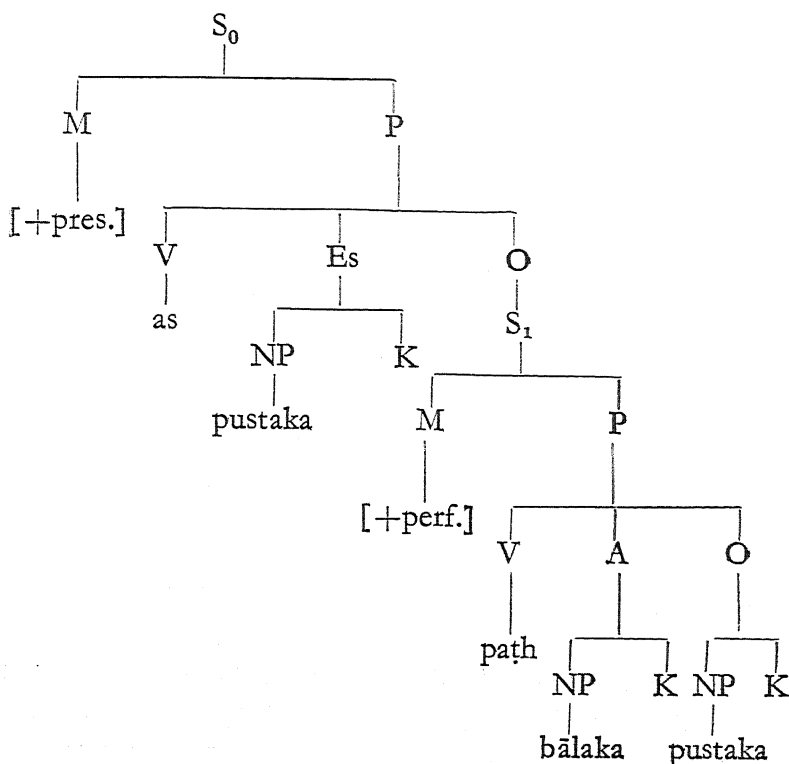 S₀
M P
[+pres.]
V Es O
as S₁
NP K
pustaka M P
[+perf.]
V A O
paṭh
NP K NP K
bālaka pustaka